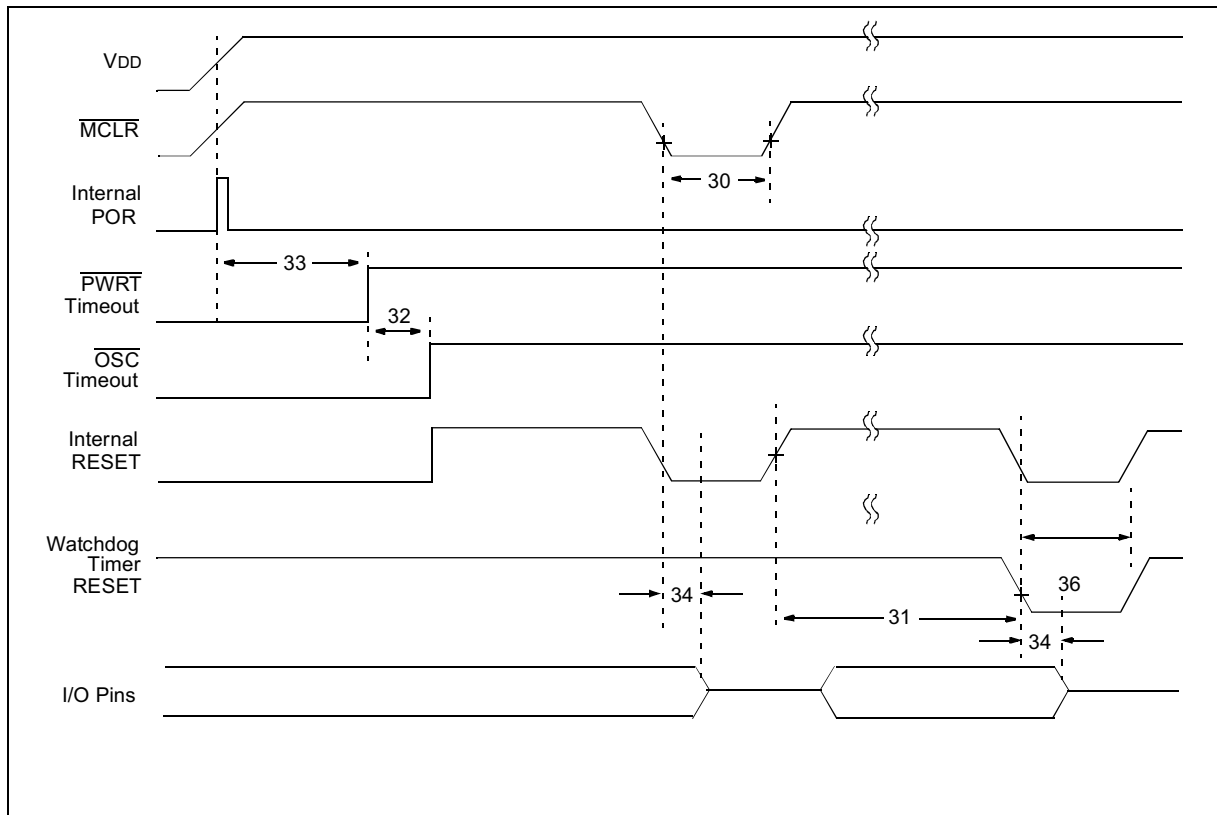 VDD
MCLR
30
Internal
POR
33
PWRT
Timeout
32
OSC
Timeout
Internal
RESET
Watchdog
Timer
RESET
34
36
31
34
I/O Pins